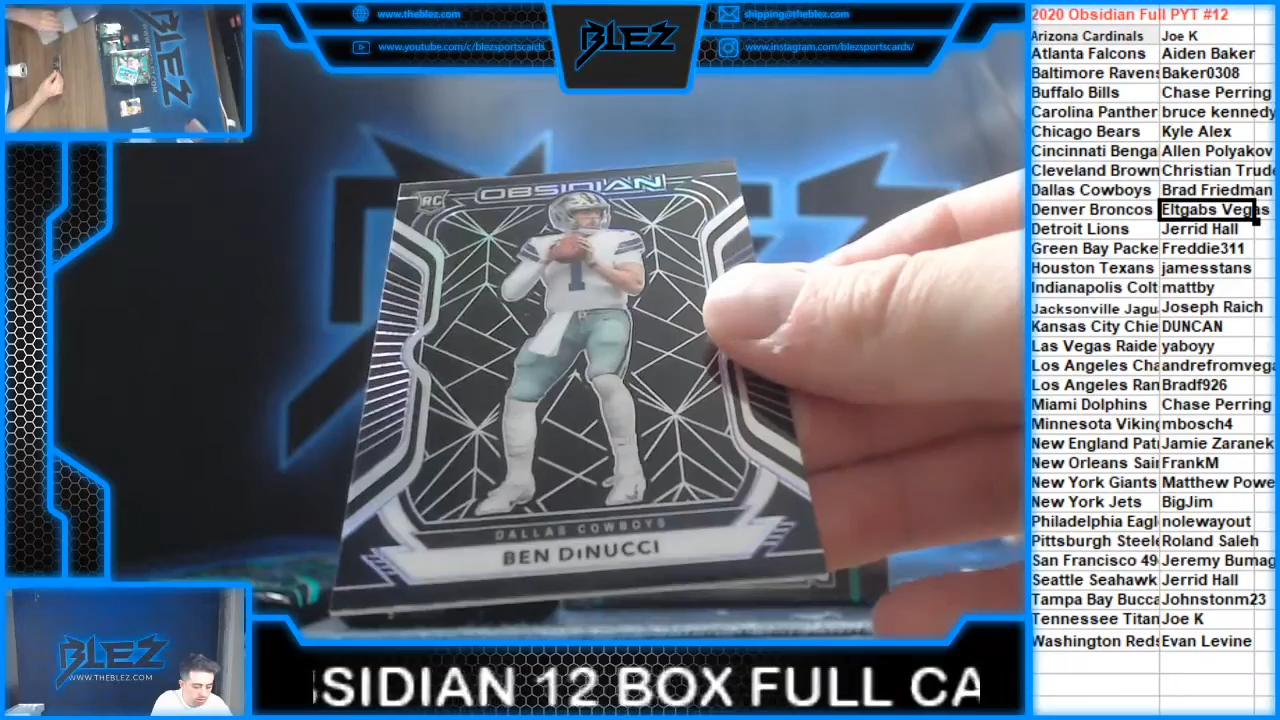 www.theblez.com
www.youtube.com/c/blezsportscards
BLEZ
shipping@theblez.com
www.instagram.com/blezsportscards/
RC
OBSIDIAN
1
DALLAS COWBOYS
BEN DiNUCCI
BLEZ
WWW.THEBLEZ.COM
SIDIAN 12 BOX FULL CA
2020 Obsidian Full PYT #12
Arizona Cardinals Joe K
Atlanta Falcons Aiden Baker
Baltimore Ravens Baker0308
Buffalo Bills Chase Perring
Carolina Panther bruce kennedy
Chicago Bears Kyle Alex
Cincinnati Benga Allen Polyakov
Cleveland Brown Christian Trude
Dallas Cowboys Brad Friedman
Denver Broncos Eltgabs Vegas
Detroit Lions Jerrid Hall
Green Bay Packe Freddie311
Houston Texans jamesstans
Indianapolis Colt mattby
Jacksonville Jagu Joseph Raich
Kansas City Chie DUNCAN
Las Vegas Raide yaboyy
Los Angeles Cha andrefromvega
Los Angeles Ran Bradf926
Miami Dolphins Chase Perring
Minnesota Viking mbosch4
New England Pat Jamie Zaranek
New Orleans Sai FrankM
New York Giants Matthew Powe
New York Jets BigJim
Philadelphia Eagl nolewayout
Pittsburgh Steele Roland Saleh
San Francisco 49 Jeremy Bumag
Seattle Seahawk Jerrid Hall
Tampa Bay Bucca Johnstonm23
Tennessee Titan Joe K
Washington Reds Evan Levine